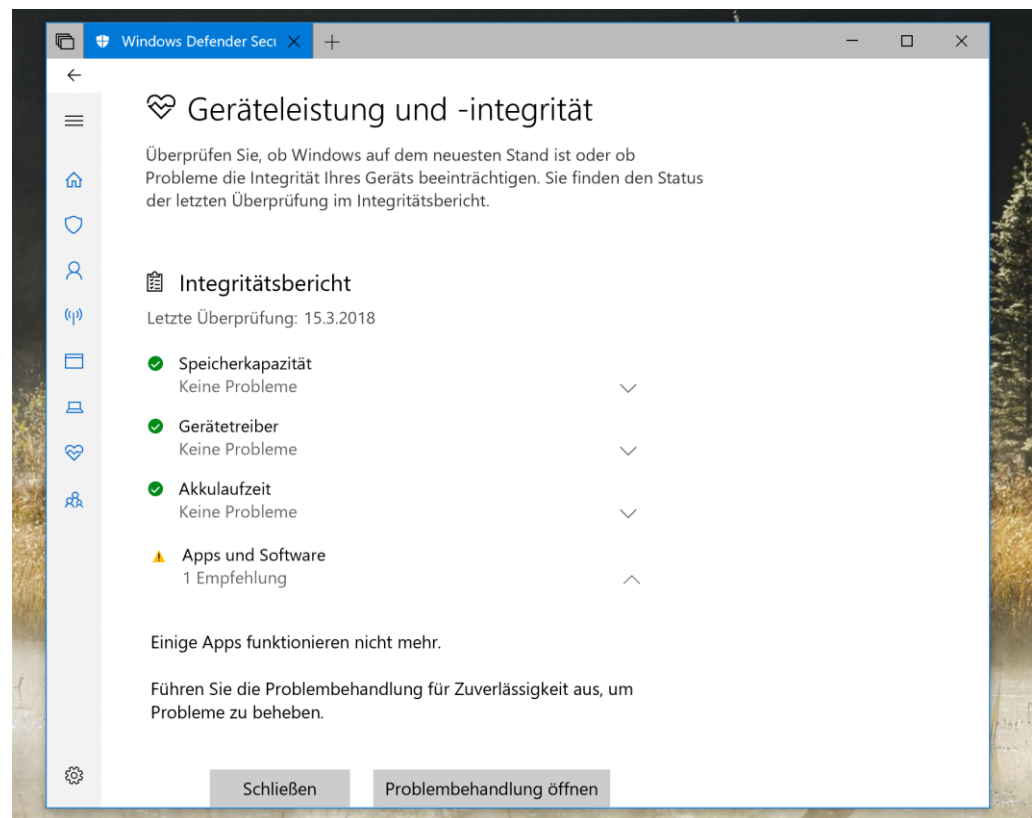 Windows Defender Secu
Geräteleistung und -integrität
Überprüfen Sie, ob Windows auf dem neuesten Stand ist oder ob
Probleme die Integrität Ihres Geräts beeinträchtigen. Sie finden den Status
der letzten Überprüfung im Integritätsbericht.
Integritätsbericht
Letzte Überprüfung: 15.3.2018
Speicherkapazität
Keine Probleme
Gerätetreiber
Keine Probleme
Akkulaufzeit
Keine Probleme
Apps und Software
1 Empfehlung
Einige Apps funktionieren nicht mehr.
Führen Sie die Problembehandlung für Zuverlässigkeit aus, um
Probleme zu beheben.
Schließen
Problembehandlung öffnen